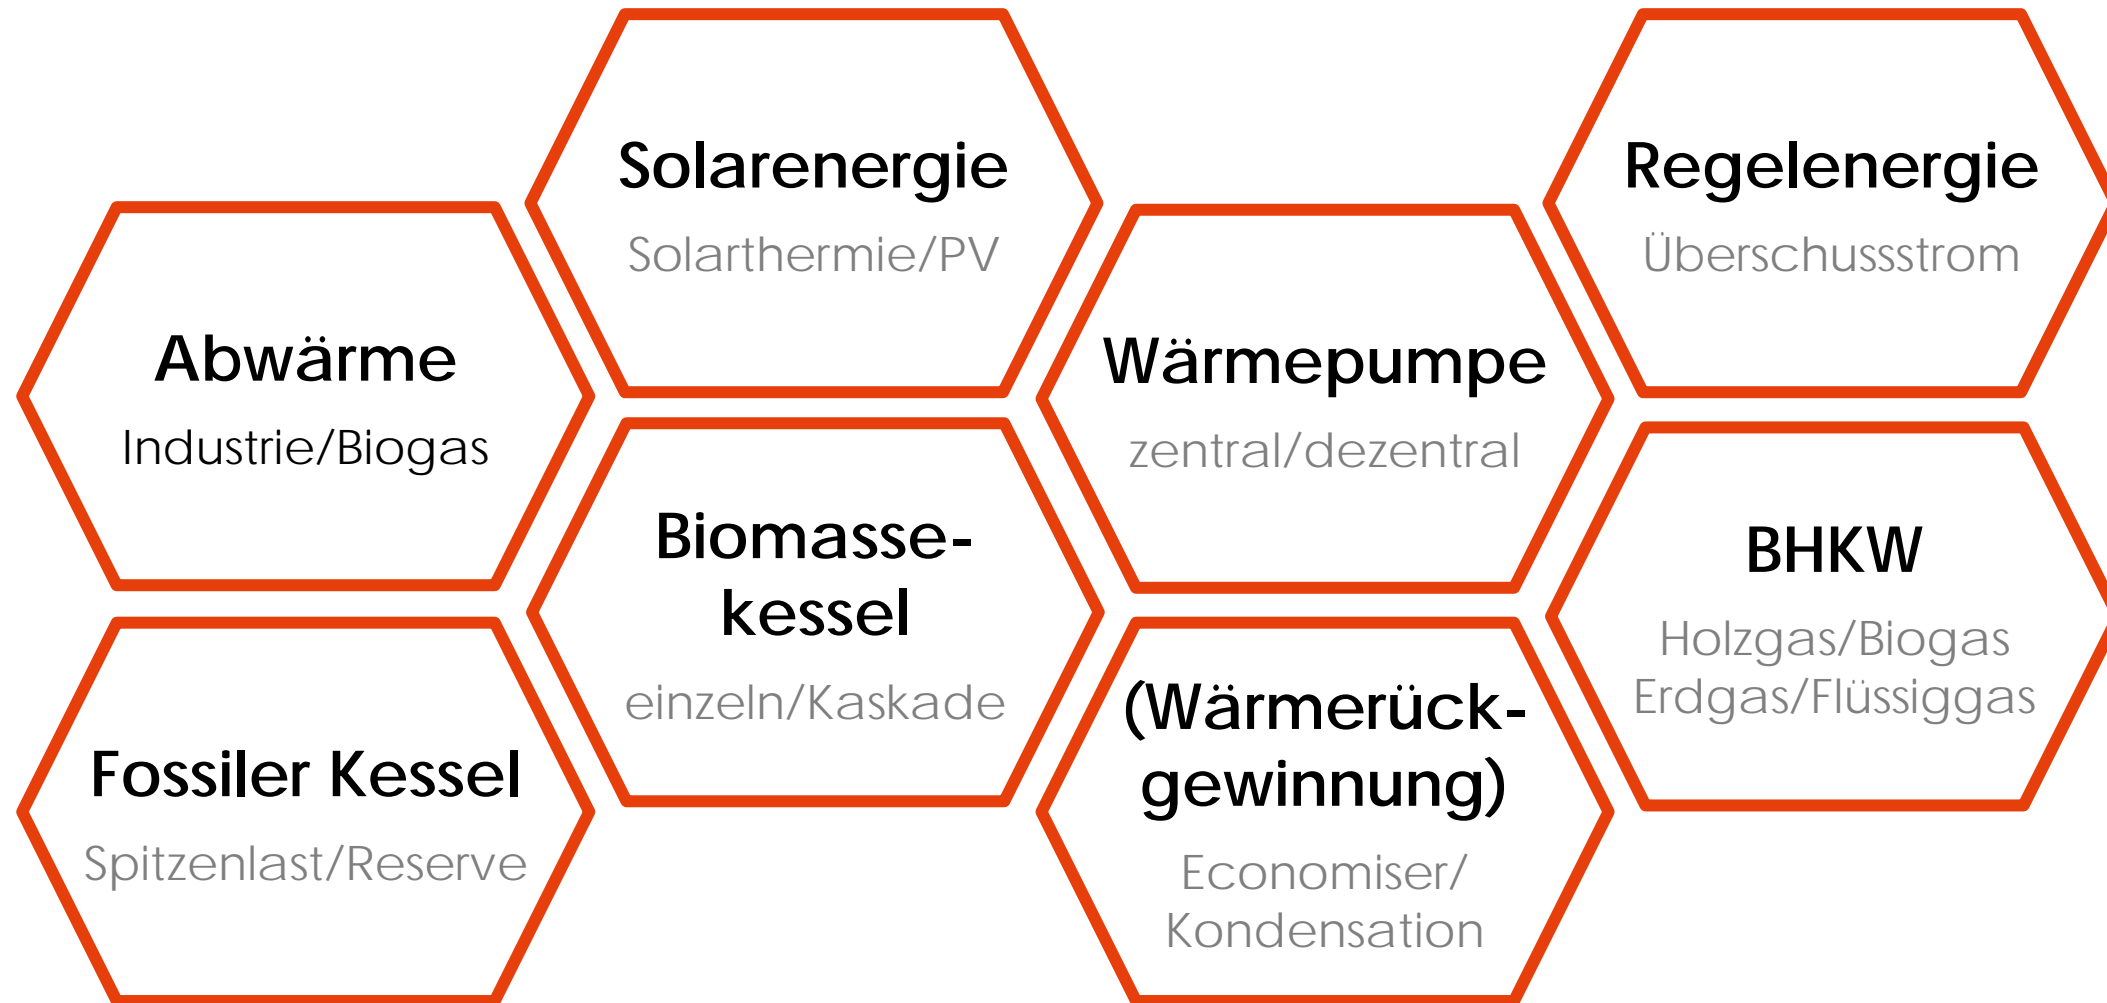 Solarenergie
Solarthermie/PV
Regelenergie
Überschussstrom
Abwärme
Industrie/Biogas
Wärmepumpe
zentral/dezentral
Biomasse-
kessel
einzeln/Kaskade
BHKW
Holzgas/Biogas
Erdgas/Flüssiggas
Fossiler Kessel
Spitzenlast/Reserve
(Wärmerück-
gewinnung)
Economiser/
Kondensation